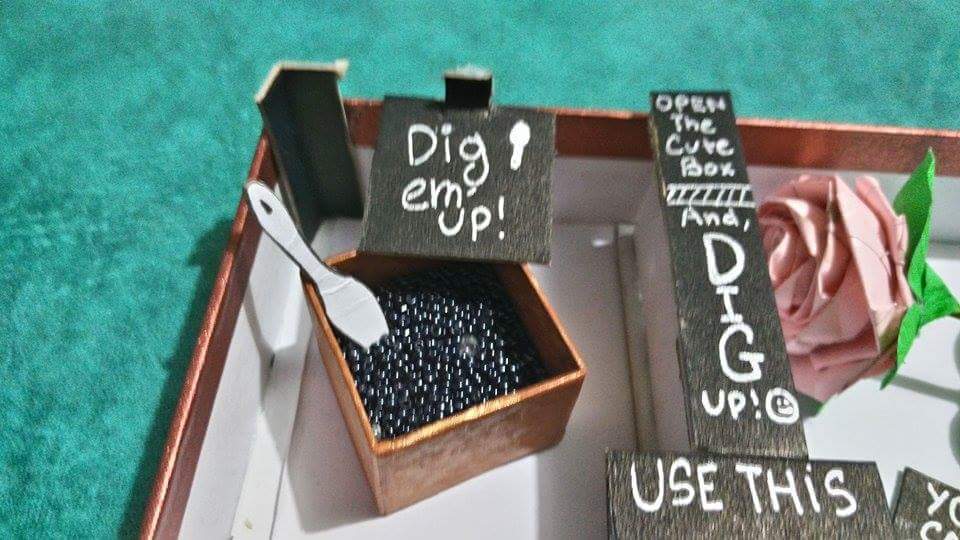 Dig
em'
up!
OPEN
The
Cute
Box
And,
DIG
up!
USE THIS